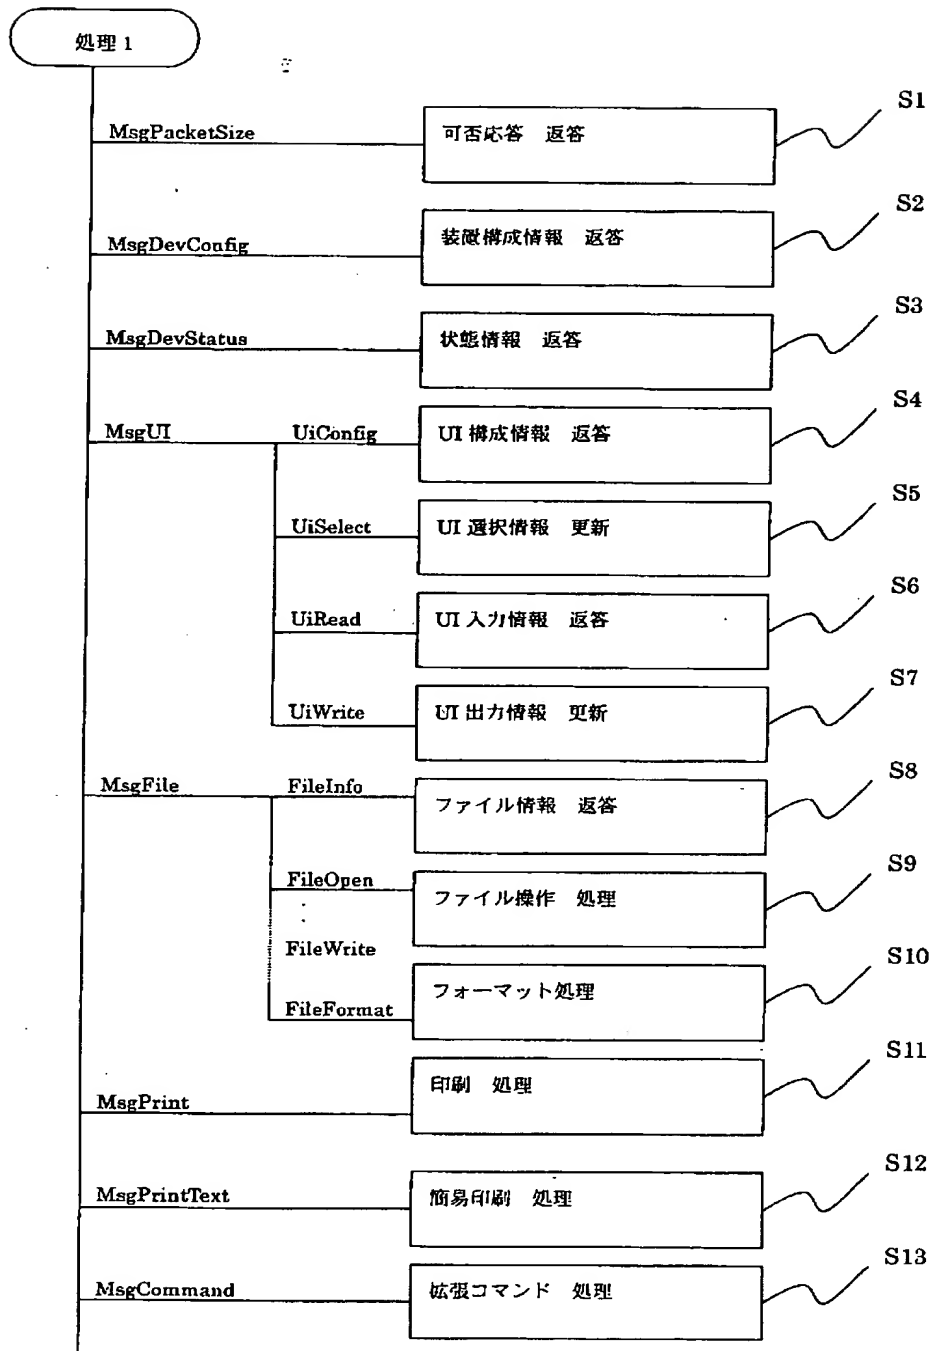 処理 1
MsgPacketSize
可否応答 返答
S1
MsgDevConfig
装置構成情報 返答
S2
MsgDevStatus
状態情報 返答
S3
MsgUI
UiConfig
UI 構成情報 返答
S4
UiSelect
UI 選択情報 更新
S5
UiRead
UI 入力情報 返答
S6
UiWrite
UI 出力情報 更新
S7
MsgFile
FileInfo
ファイル情報 返答
S8
FileOpen
ファイル操作 処理
S9
FileWrite
FileFormat
フォーマット処理
S10
MsgPrint
印刷 処理
S11
MsgPrintText
簡易印刷 処理
S12
MsgCommand
拡張コマンド 処理
S13